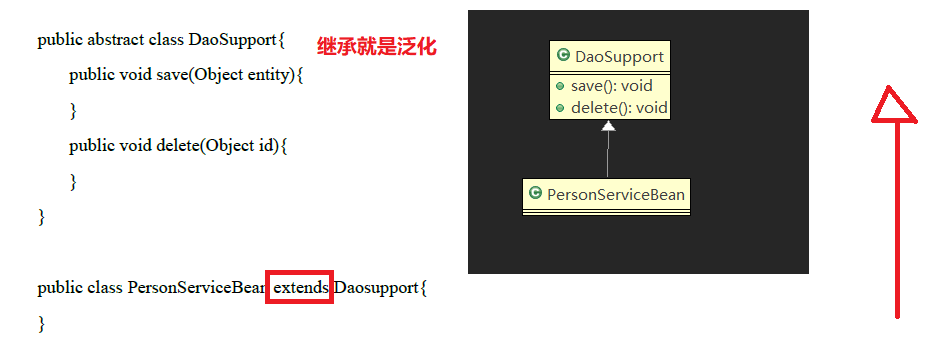 public abstract class DaoSupport{
继承就是泛化
public void save(Object entity){
}
public void delete(Object id){
}
}
public class PersonServiceBean extends Daosupport{
}
C DaoSupport
save(): void
delete(): void
C PersonServiceBean